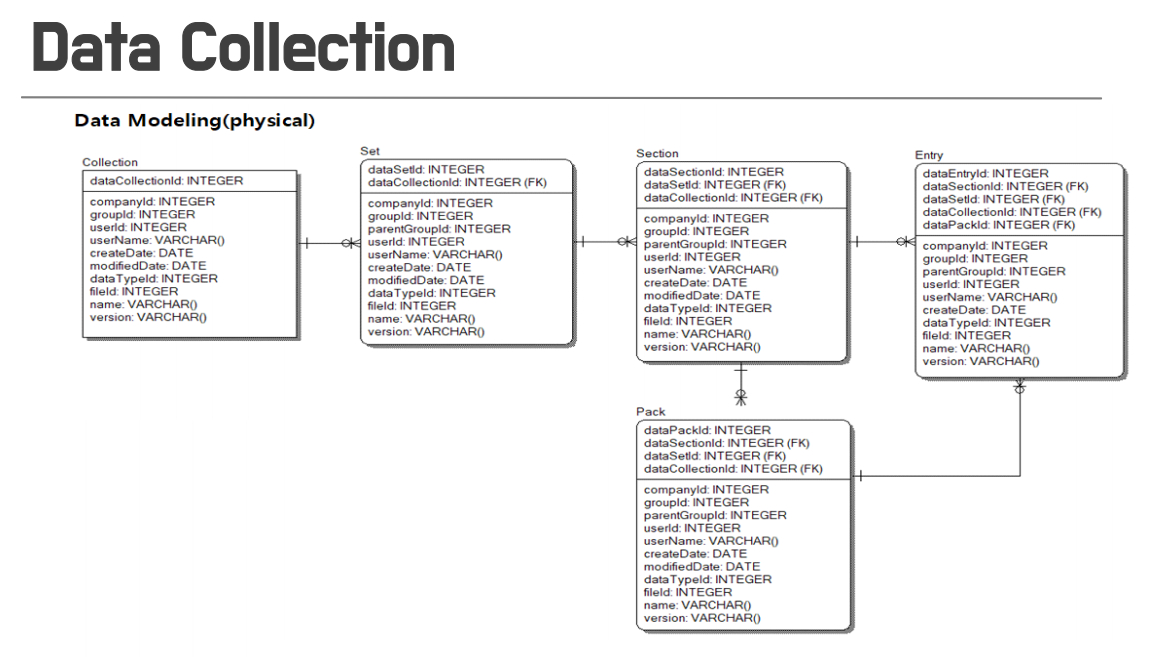 Data Collection
Data Modeling(physical)
Collection
dataCollectionId: INTEGER
companyId: INTEGER
groupId: INTEGER
userId: INTEGER
userName: VARCHAR()
createDate: DATE
modifiedDate: DATE
dataTypeId: INTEGER
fileId: INTEGER
name: VARCHAR()
version: VARCHAR()
Set
dataSetId: INTEGER
dataCollectionId: INTEGER (FK)
companyId: INTEGER
groupId: INTEGER
parentGroupId: INTEGER
userId: INTEGER
userName: VARCHAR()
createDate: DATE
modifiedDate: DATE
dataTypeId: INTEGER
fileId: INTEGER
name: VARCHAR()
version: VARCHAR()
Section
dataSectionId: INTEGER
dataSetId: INTEGER (FK)
dataCollectionId: INTEGER (FK)
companyId: INTEGER
groupId: INTEGER
parentGroupId: INTEGER
userId: INTEGER
userName: VARCHAR()
createDate: DATE
modifiedDate: DATE
dataTypeId: INTEGER
fileId: INTEGER
name: VARCHAR()
version: VARCHAR()
Entry
dataEntryId: INTEGER
dataSectionId: INTEGER (FK)
dataSetId: INTEGER (FK)
dataCollectionId: INTEGER (FK)
dataPackId: INTEGER (FK)
companyId: INTEGER
groupId: INTEGER
parentGroupId: INTEGER
userId: INTEGER
userName: VARCHAR()
createDate: DATE
dataTypeId: INTEGER
fileId: INTEGER
name: VARCHAR()
version: VARCHAR()
Pack
dataPackId: INTEGER
dataSectionId: INTEGER (FK)
dataSetId: INTEGER (FK)
dataCollectionId: INTEGER (FK)
companyId: INTEGER
groupId: INTEGER
parentGroupId: INTEGER
userId: INTEGER
userName: VARCHAR()
createDate: DATE
modifiedDate: DATE
dataTypeId: INTEGER
fileId: INTEGER
name: VARCHAR()
version: VARCHAR()